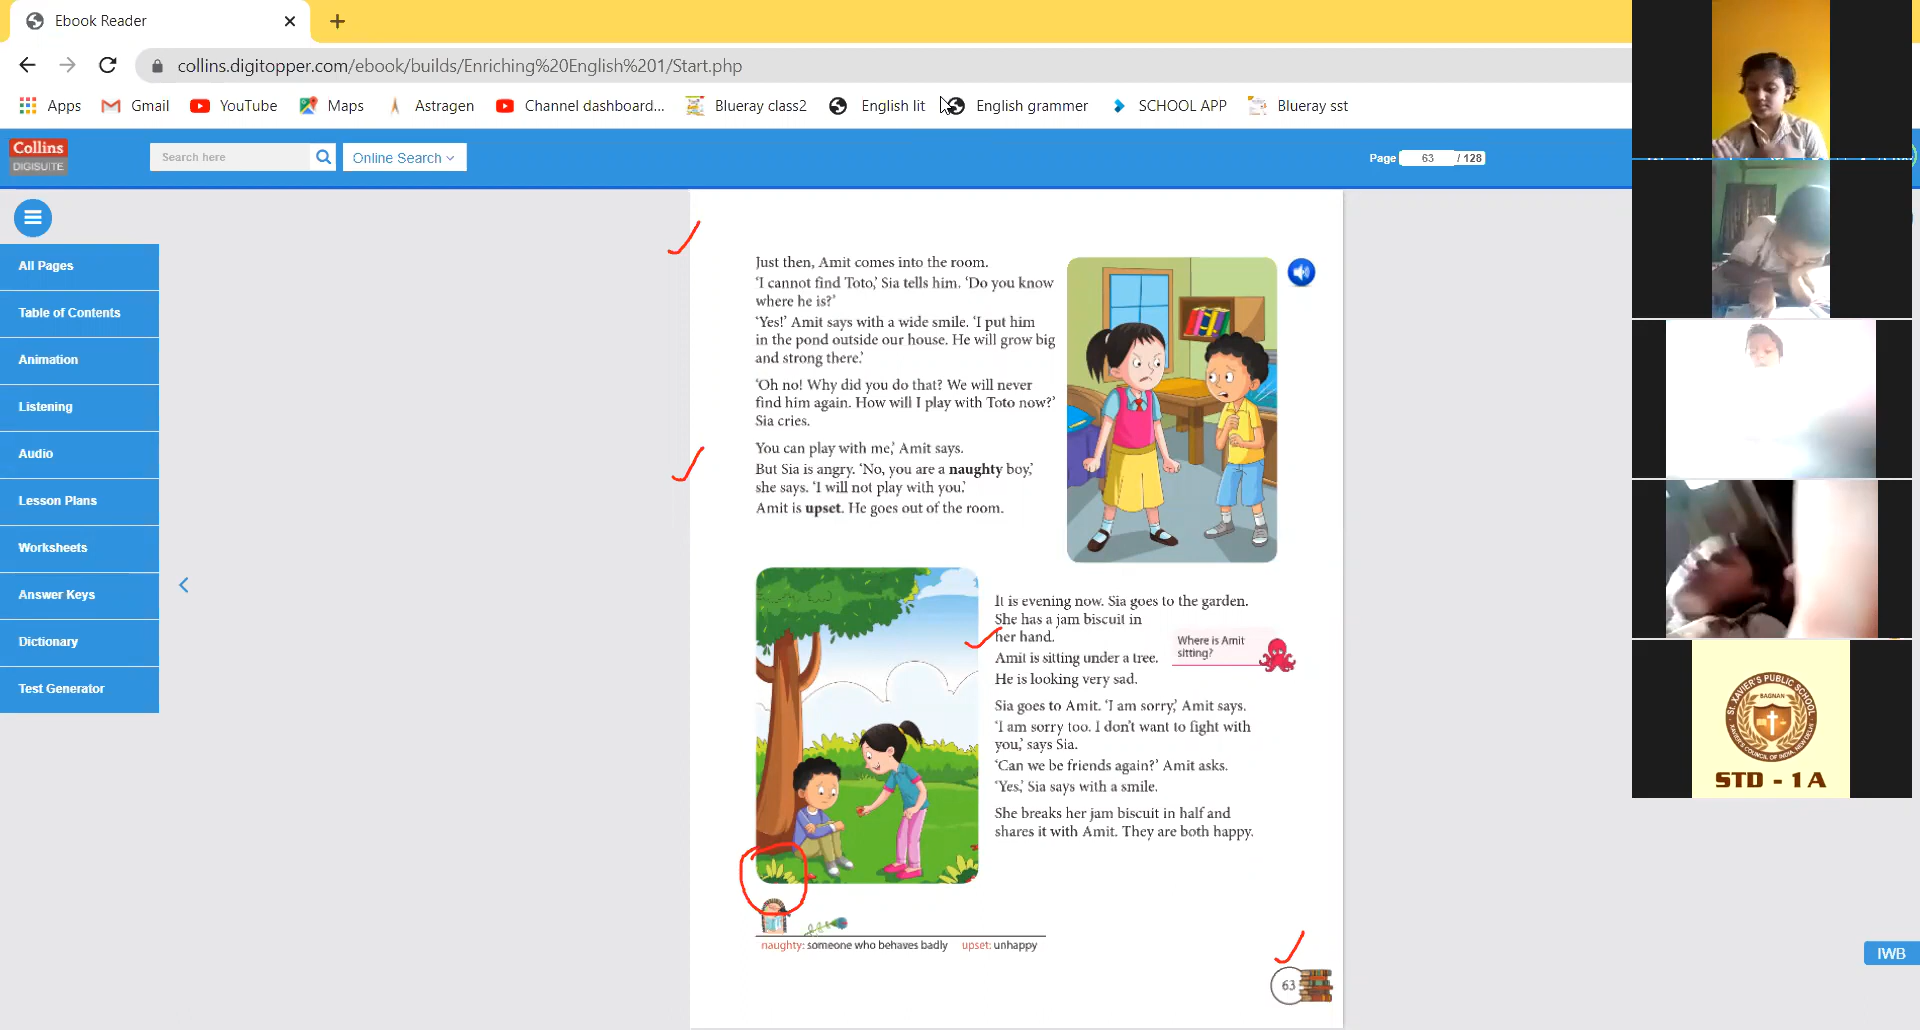 Ebook Reader
collins.digitopper.com/ebook/builds/Enriching%20English%201/Start.php
Apps Gmail YouTube Maps Astragen Channel dashboard... Blueray class2 English lit English grammer SCHOOL APP Blueray sst
Collins
DIGISUITE
Search here
Online Search
Page 63 / 128
All Pages
Table of Contents
Animation
Listening
Audio
Lesson Plans
Worksheets
Answer Keys
Dictionary
Test Generator
Just then, Amit comes into the room.
'I cannot find Toto,' Sia tells him. 'Do you know
where he is?'
'Yes!' Amit says with a wide smile. 'I put him
in the pond outside our house. He will grow big
and strong there.'
'Oh no! Why did you do that? We will never
find him again. How will I play with Toto now?'
Sia cries.
You can play with me,' Amit says.
But Sia is angry. 'No, you are a naughty boy,'
she says. 'I will not play with you.'
Amit is upset. He goes out of the room.
It is evening now. Sia goes to the garden.
She has a jam biscuit in
her hand.
Amit is sitting under a tree.
He is looking very sad.
Where is Amit
sitting?
Sia goes to Amit. 'I am sorry,' Amit says.
'I am sorry too. I don't want to fight with
you,' says Sia.
'Can we be friends again?' Amit asks.
'Yes,' Sia says with a smile.
She breaks her jam biscuit in half and
shares it with Amit. They are both happy.
naughty: someone who behaves badly upset: unhappy
63
IWB
ST. XAVIER'S PUBLIC SCHOOL
BAGNAN
XAVIER'S COUNCIL OF INDIA, NEW DELHI
STD - 1 A